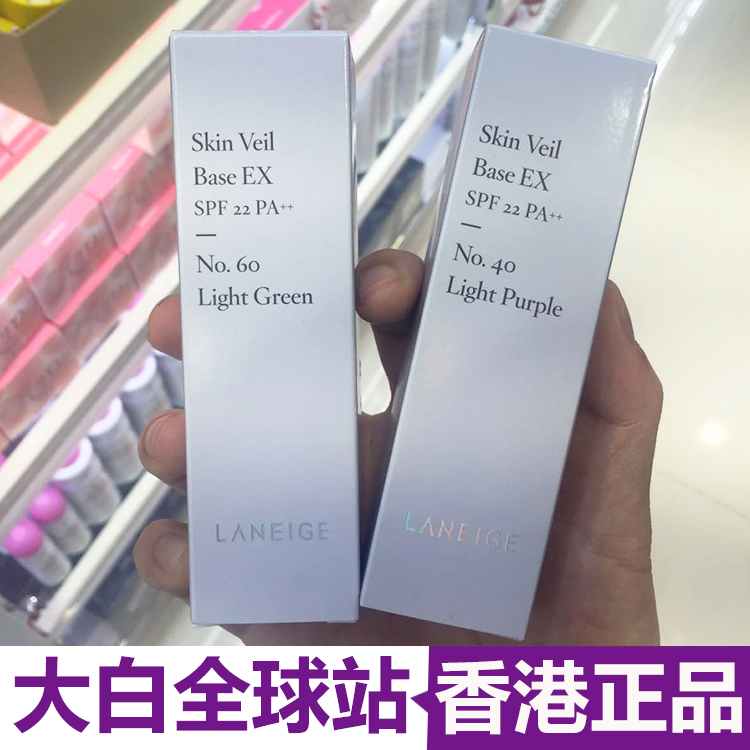 Skin Veil
Base EX
SPF 22 PA++
No. 60
Light Green
LANEIGE
Skin Veil
Base EX
SPF 22 PA++
No. 40
Light Purple
LANEIGE
大白全球站 香港正品